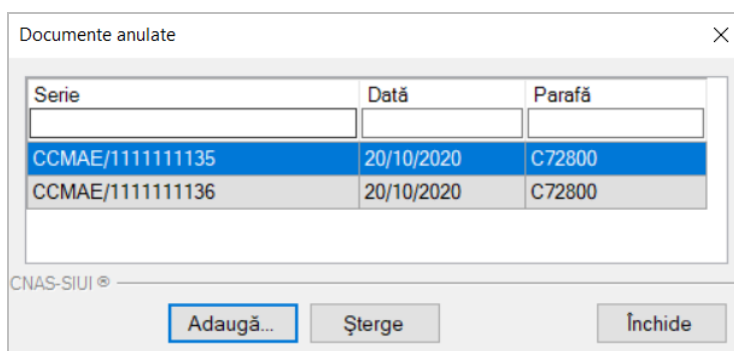 Documente anulate
Serie Dată Parafă
CCMAE/1111111135 20/10/2020 C72800
CCMAE/1111111136 20/10/2020 C72800
CNAS-SIUI ®
Adaugă... Şterge Închide